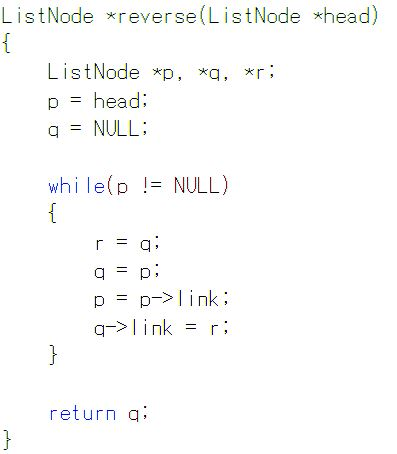 ListNode *reverse(ListNode *head)
{
    ListNode *p, *q, *r;
    p = head;
    q = NULL;

    while(p != NULL)
    {
        r = q;
        q = p;
        p = p->link;
        q->link = r;
    }

    return q;
}